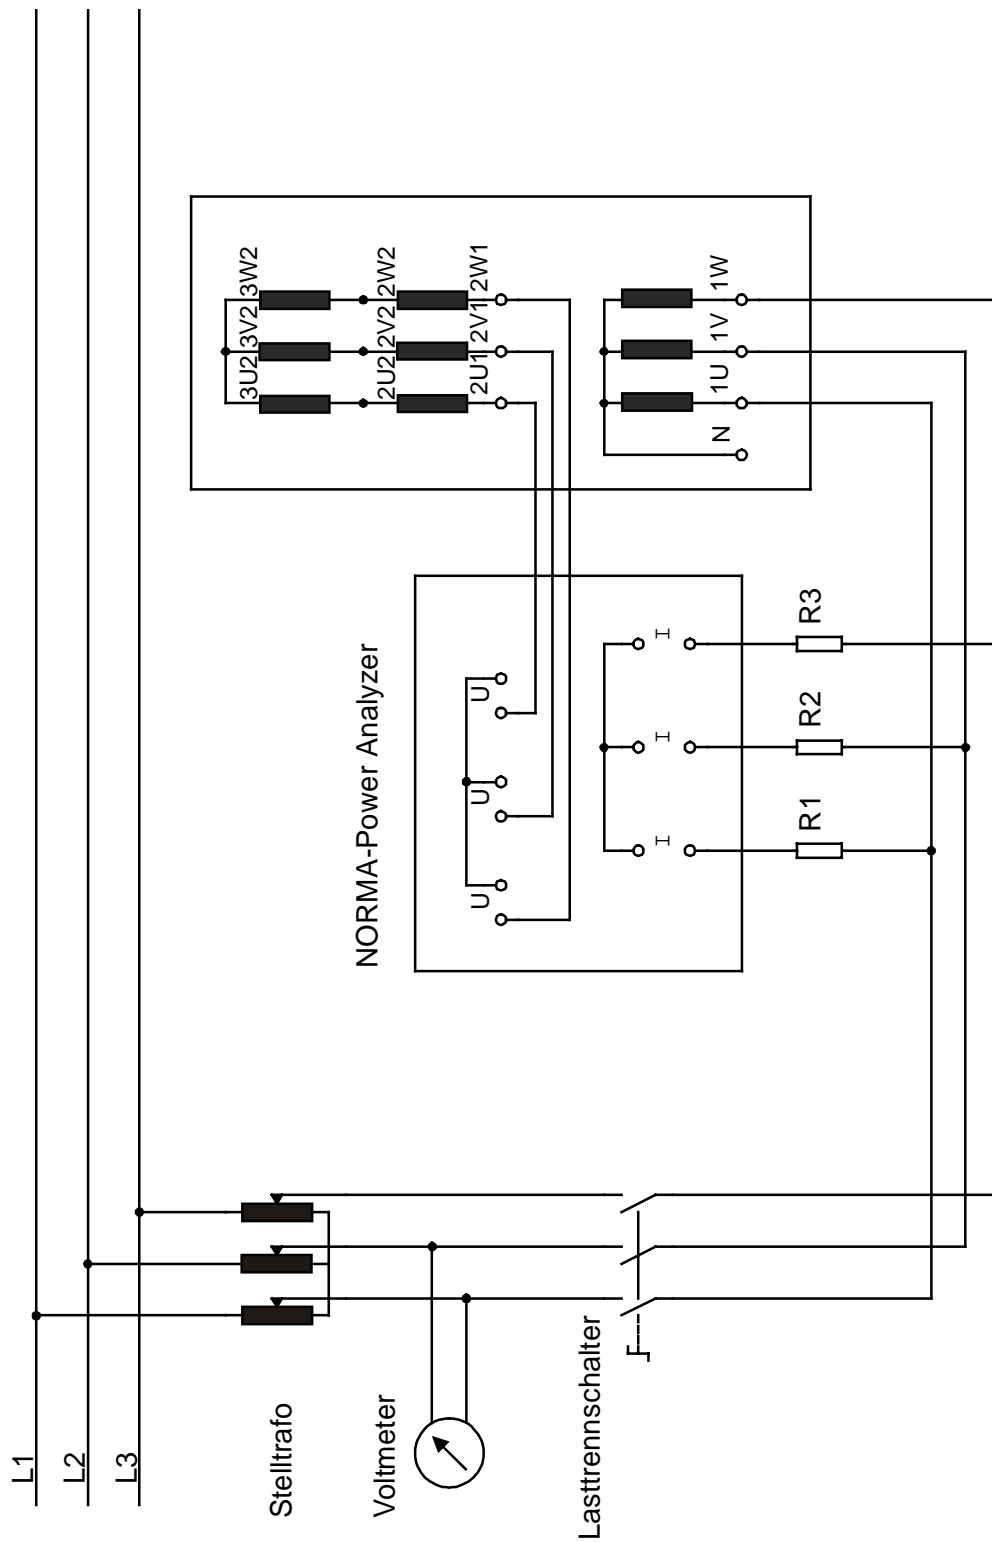 L1
L2
L3
Stelltrafo
Voltmeter
Lasttrennschalter
NORMA-Power Analyzer
U
U
U
I
I
I
R1
R2
R3
3U2
3V2
3W2
2U2
2V2
2W2
2U1
2V1
2W1
N
1U
1V
1W